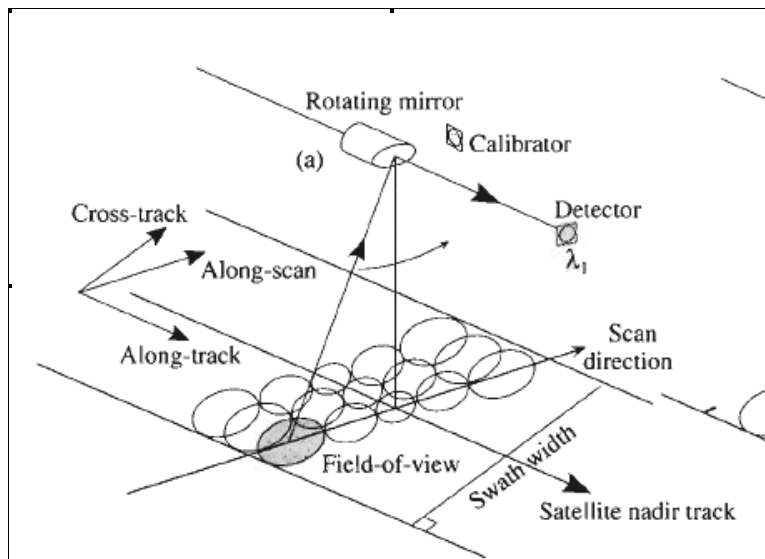 Rotating mirror
(a)
Calibrator
Cross-track
Detector
λ1
Along-scan
Along-track
Scan
direction
Field-of-view
Swath width
Satellite nadir track